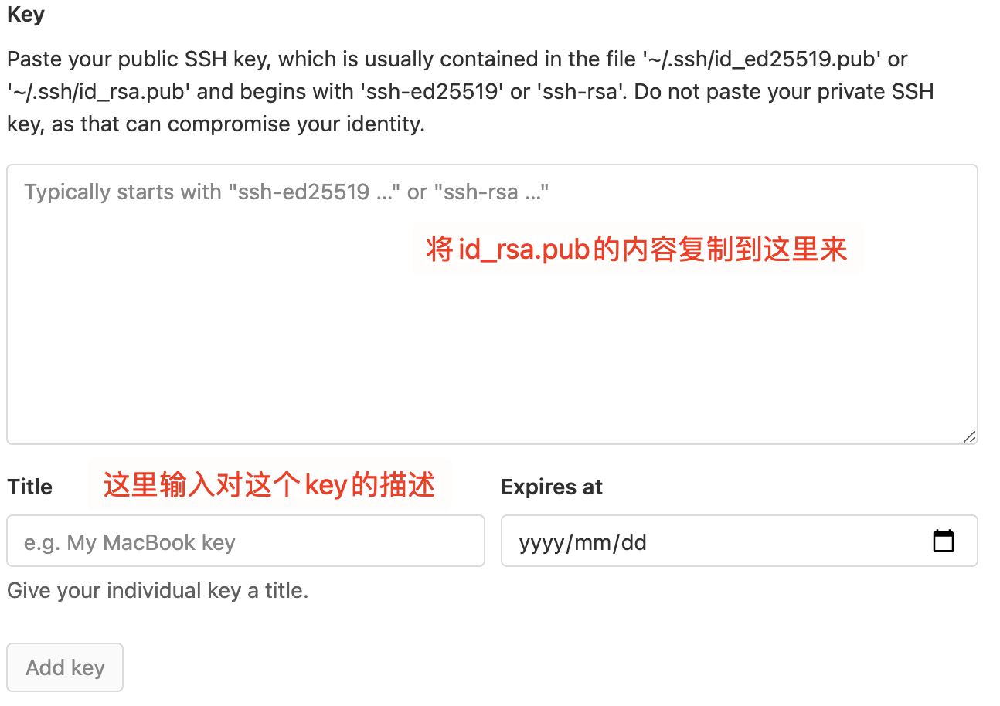 Key
Paste your public SSH key, which is usually contained in the file '~/.ssh/id_ed25519.pub' or
'~/.ssh/id_rsa.pub' and begins with 'ssh-ed25519' or 'ssh-rsa'. Do not paste your private SSH
key, as that can compromise your identity.
Typically starts with "ssh-ed25519 ..." or "ssh-rsa ..."
将id_rsa.pub的内容复制到这里来
Title
这里输入对这个key的描述
Expires at
e.g. My MacBook key
yyyy/mm/dd
Give your individual key a title.
Add key